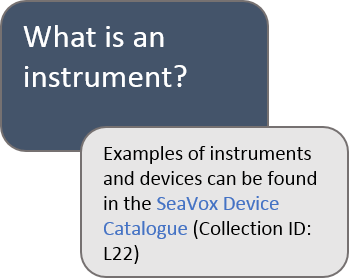 What is an
instrument?
Examples of instruments
and devices can be found
in the SeaVox Device
Catalogue (Collection ID:
L22)